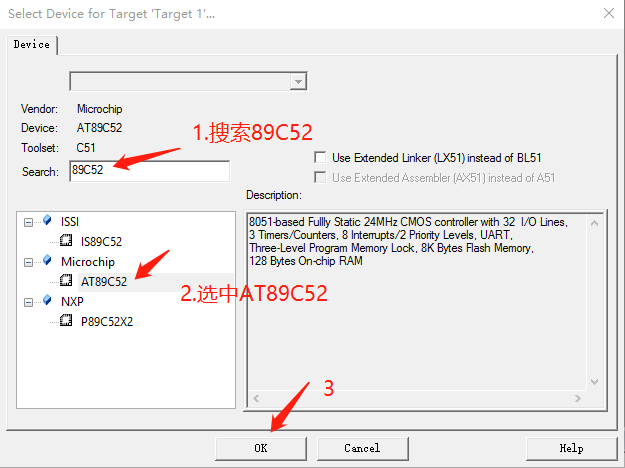 Select Device for Target 'Target 1'...
Device
Vendor: Microchip
Device: AT89C52
Toolset: C51
Search: 89C52
1.搜索89C52
Use Extended Linker (LX51) instead of BL51
Use Extended Assembler (AX51) instead of A51
Description:
ISSI
IS89C52
Microchip
AT89C52
NXP
P89C52X2
2.选中AT89C52
8051-based Fullly Static 24MHz CMOS controller with 32 I/O Lines,
3 Timers/Counters, 8 Interrupts/2 Priority Levels, UART,
Three-Level Program Memory Lock, 8K Bytes Flash Memory,
128 Bytes On-chip RAM
3
OK
Cancel
Help